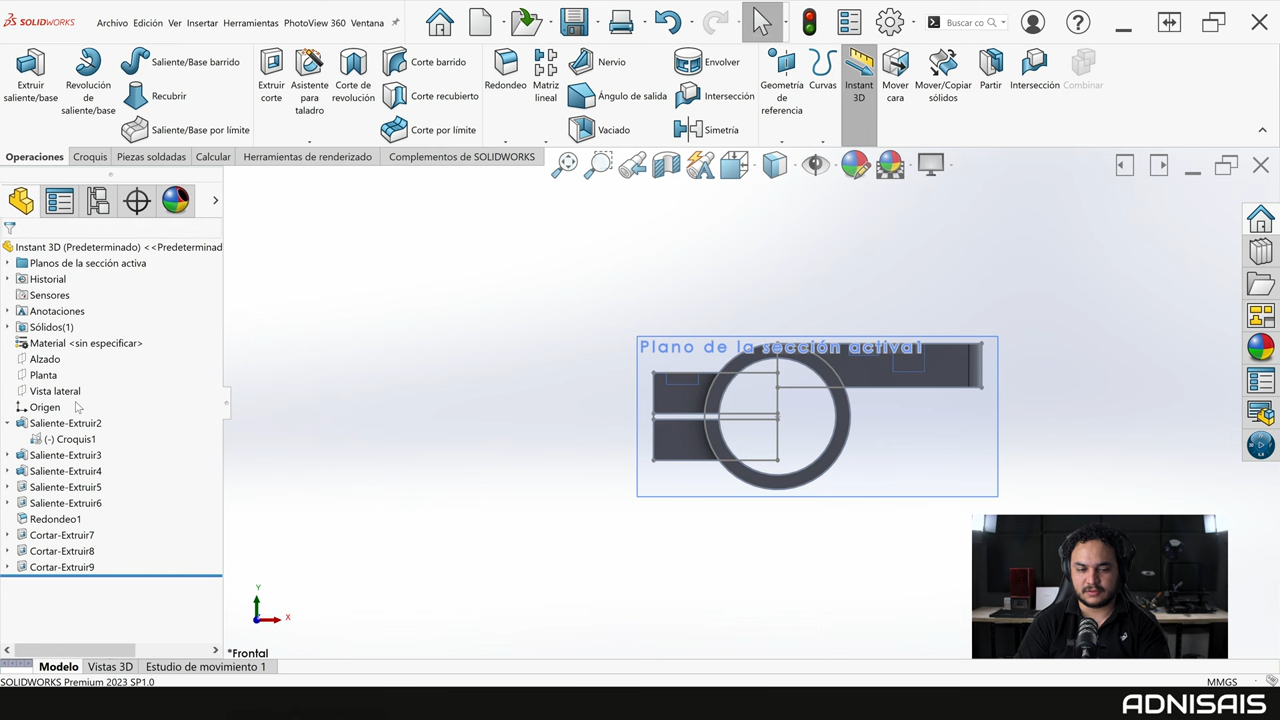 SOLIDWORKS
Archivo Edición Ver Insertar Herramientas PhotoView 360 Ventana
Buscar co
Extruir saliente/base
Revolución de saliente/base
Saliente/Base barrido
Recubrir
Saliente/Base por límite
Extruir corte
Asistente para taladro
Corte de revolución
Corte barrido
Corte recubierto
Corte por límite
Redondeo
Matriz lineal
Nervio
Ángulo de salida
Vaciado
Envolver
Intersección
Simetría
Geometría de referencia
Curvas
Instant 3D
Mover cara
Mover/Copiar sólidos
Partir
Intersección
Combinar
Operaciones Croquis Piezas soldadas Calcular Herramientas de renderizado Complementos de SOLIDWORKS
Instant 3D (Predeterminado) <<Predeterminad
Planos de la sección activa
Historial
Sensores
Anotaciones
Sólidos(1)
Material <sin especificar>
Alzado
Planta
Vista lateral
Origen
Saliente-Extruir2
(-) Croquis1
Saliente-Extruir3
Saliente-Extruir4
Saliente-Extruir5
Saliente-Extruir6
Redondeo1
Cortar-Extruir7
Cortar-Extruir8
Cortar-Extruir9
Plano de la sección activa1
Y
X
*Frontal
Modelo Vistas 3D Estudio de movimiento 1
SOLIDWORKS Premium 2023 SP1.0
MMGS
ADNISAIS